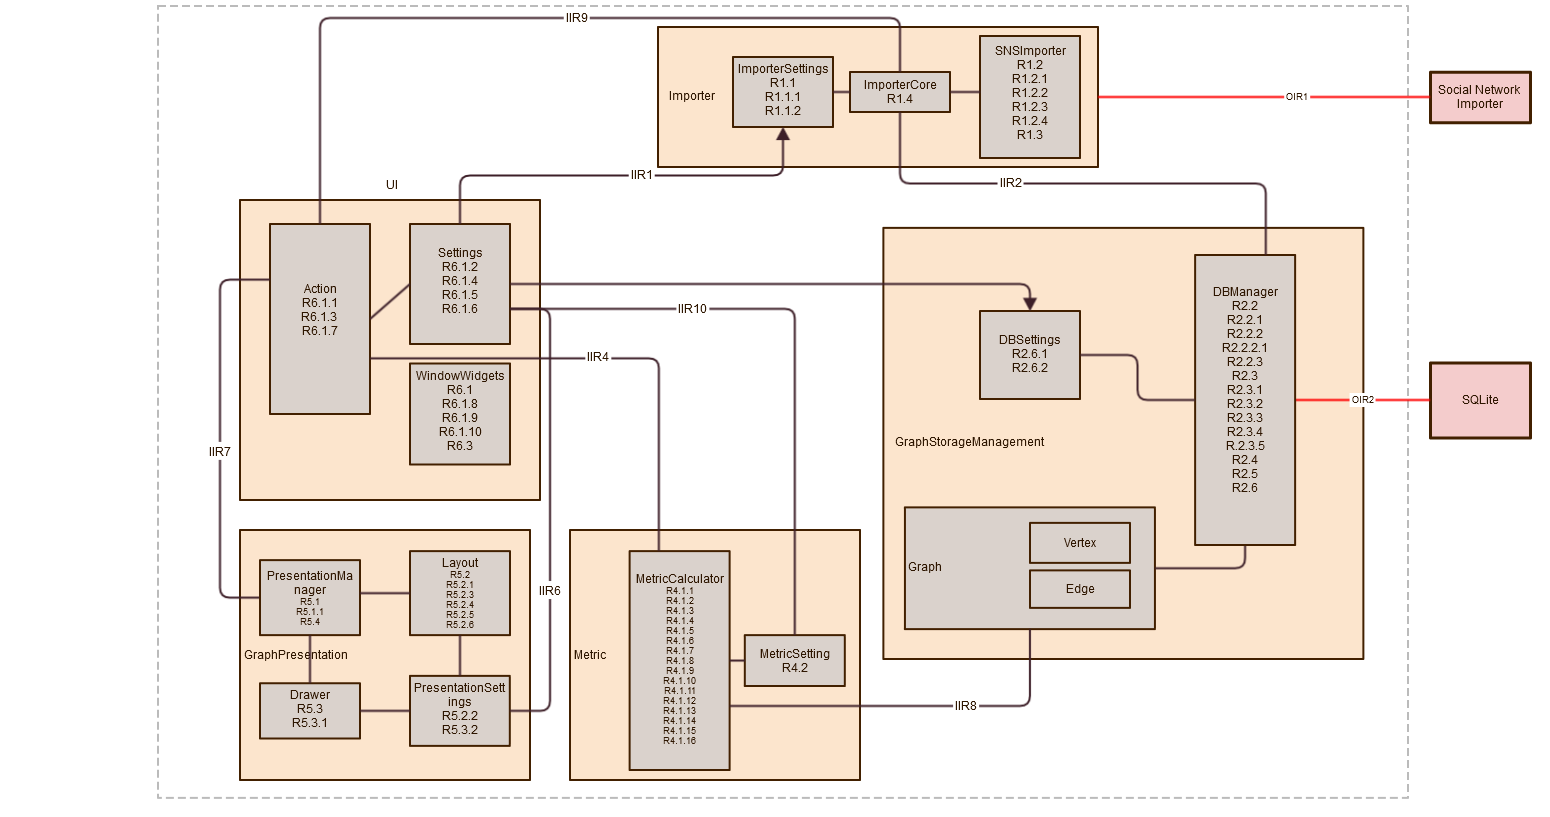 IIR9
Importer
ImporterSettings
R1.1
R1.1.1
R1.1.2
ImporterCore
R1.4
SNSImporter
R1.2
R1.2.1
R1.2.2
R1.2.3
R1.2.4
R1.3
OIR1
Social Network
Importer
IIR1
IIR2
UI
Action
R6.1.1
R6.1.3
R6.1.7
Settings
R6.1.2
R6.1.4
R6.1.5
R6.1.6
WindowWidgets
R6.1
R6.1.8
R6.1.9
R6.1.10
R6.3
IIR10
IIR4
IIR7
IIR6
DBSettings
R2.6.1
R2.6.2
DBManager
R2.2
R2.2.1
R2.2.2
R2.2.2.1
R2.2.3
R2.3
R2.3.1
R2.3.2
R2.3.3
R2.3.4
R.2.3.5
R2.4
R2.5
R2.6
OIR2
SQLite
GraphStorageManagement
Graph
Vertex
Edge
PresentationMa
nager
R5.1
R5.1.1
R5.4
Layout
R5.2
R5.2.1
R5.2.3
R5.2.4
R5.2.5
R5.2.6
GraphPresentation
Drawer
R5.3
R5.3.1
PresentationSett
ings
R5.2.2
R5.3.2
Metric
MetricCalculator
R4.1.1
R4.1.2
R4.1.3
R4.1.4
R4.1.5
R4.1.6
R4.1.7
R4.1.8
R4.1.9
R4.1.10
R4.1.11
R4.1.12
R4.1.13
R4.1.14
R4.1.15
R4.1.16
MetricSetting
R4.2
IIR8